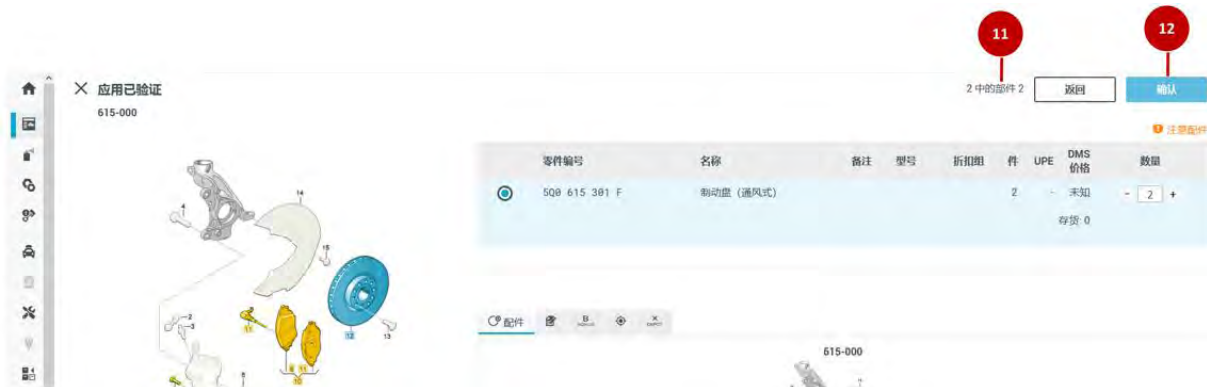 11
12
应用已验证
2 中的部件 2
返回
确认
615-000
注意配件
零件编号 名称 备注 型号 折扣组 件 UPE DMS 价格 数量
5Q0 615 301 F 制动盘 (通风式) 2 - 未知 - 2 +
存货: 0
14
4
15
2
3
11
12
13
9 11
10
配件
615-000